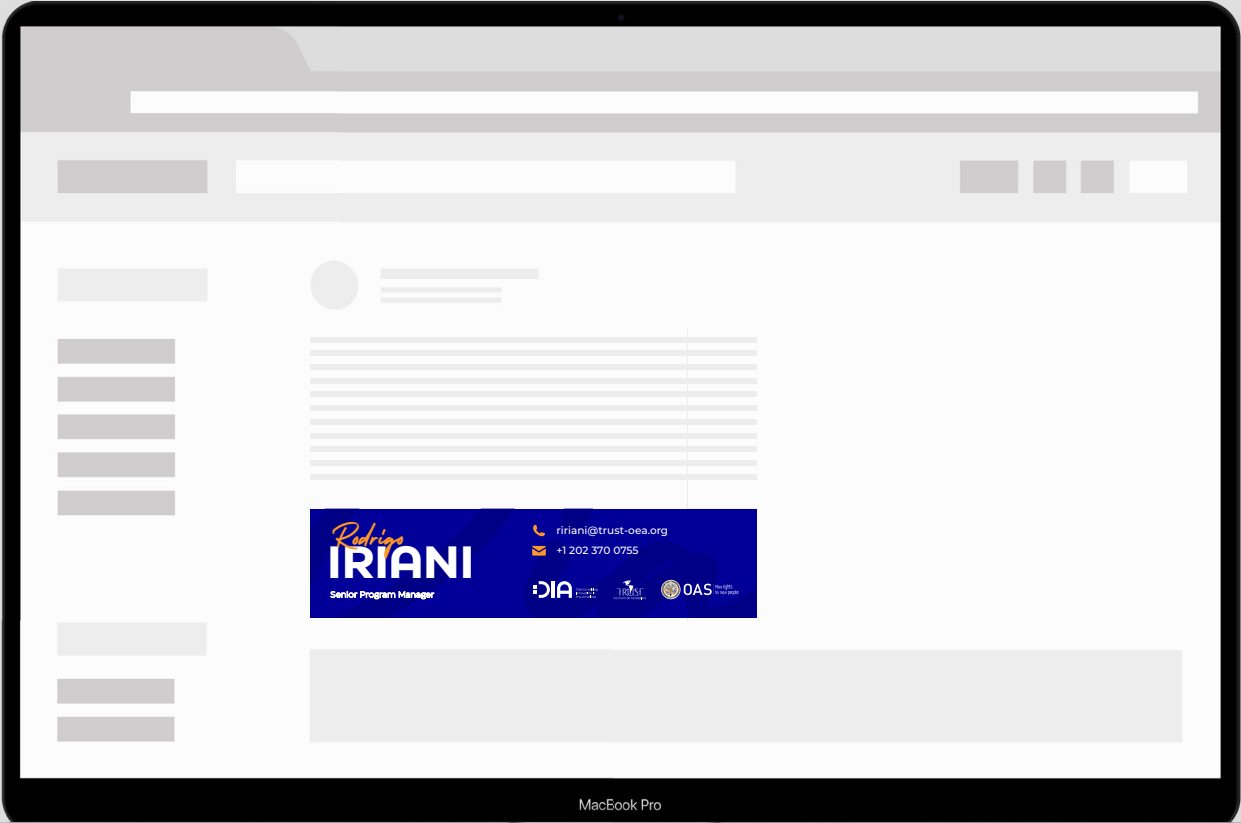 Rodrigo
IRIANI
Senior Program Manager
ririani@trust-oea.org
+1 202 370 0755
DIA
TRUST
OAS
More rights
for more people
MacBook Pro